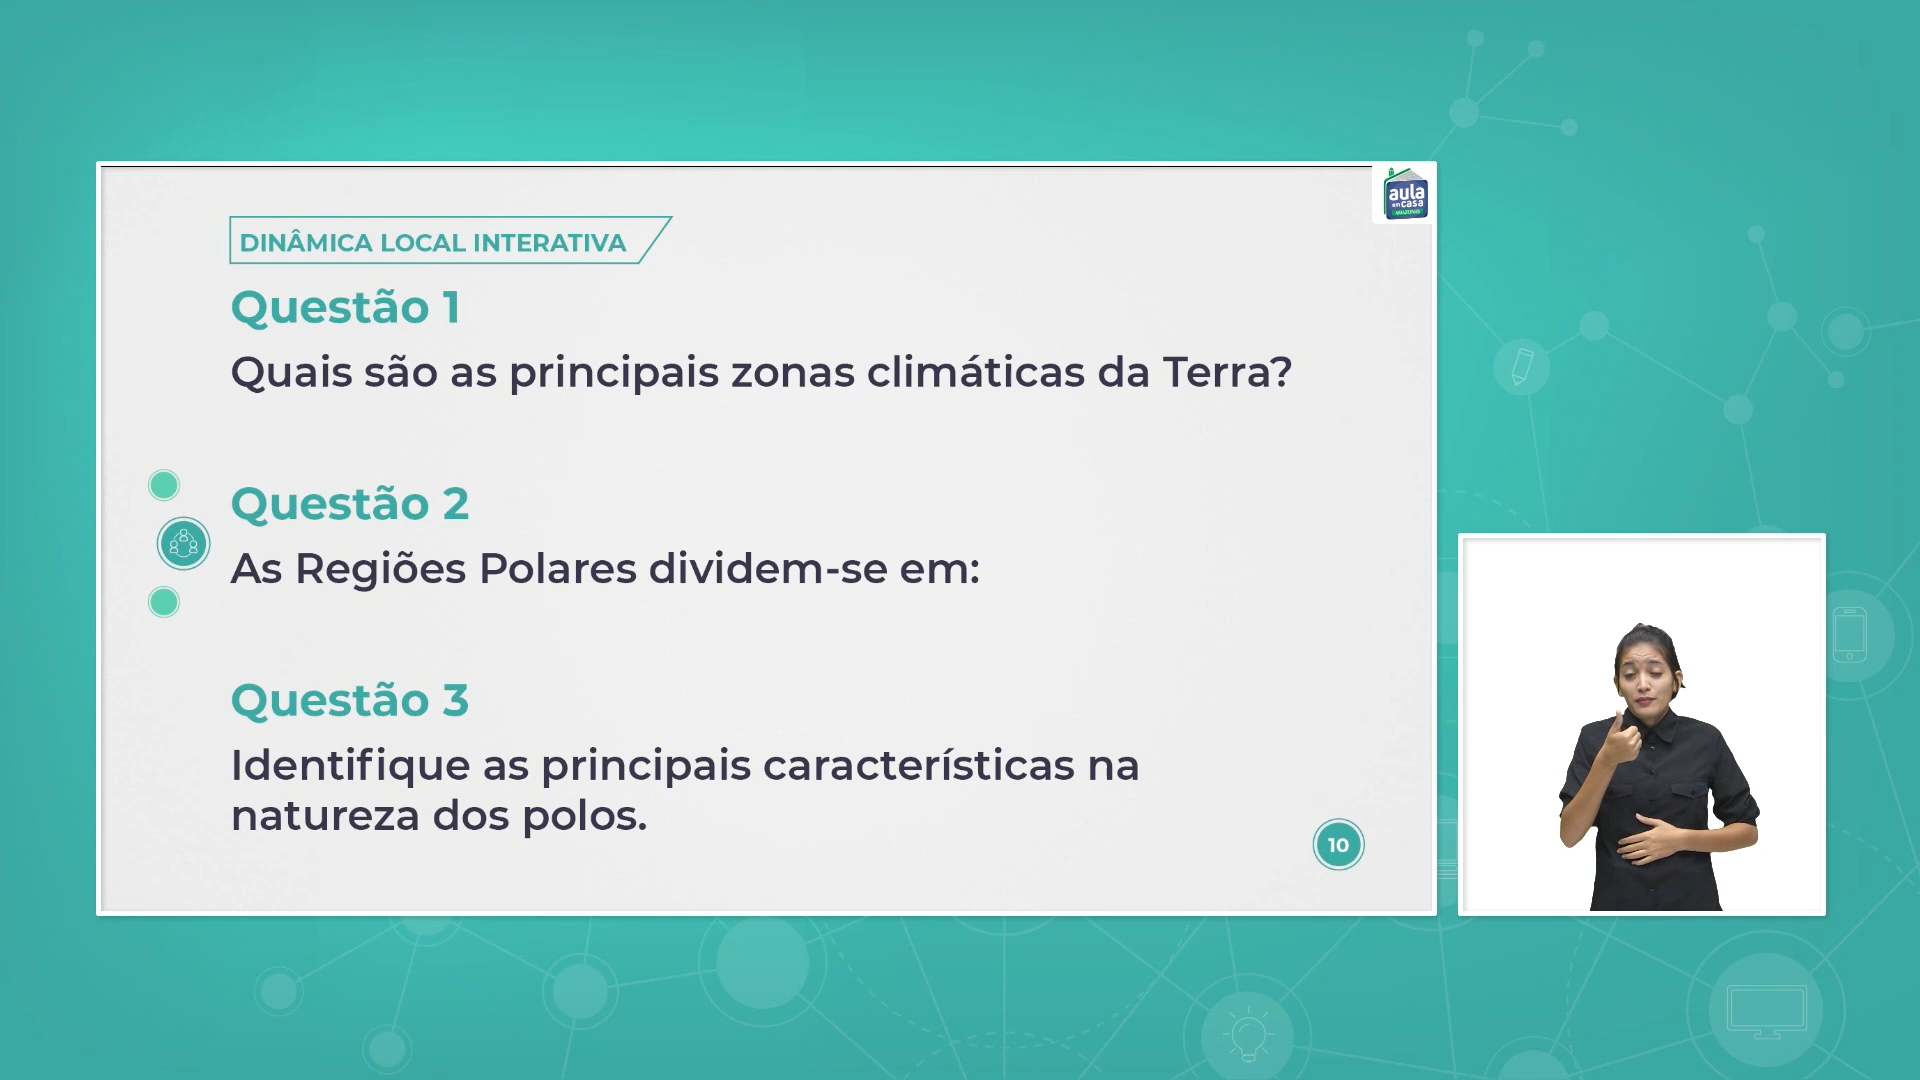 aula
em casa
AMAZONAS
DINÂMICA LOCAL INTERATIVA
Questão 1
Quais são as principais zonas climáticas da Terra?
Questão 2
As Regiões Polares dividem-se em:
Questão 3
Identifique as principais características na
natureza dos polos.
10